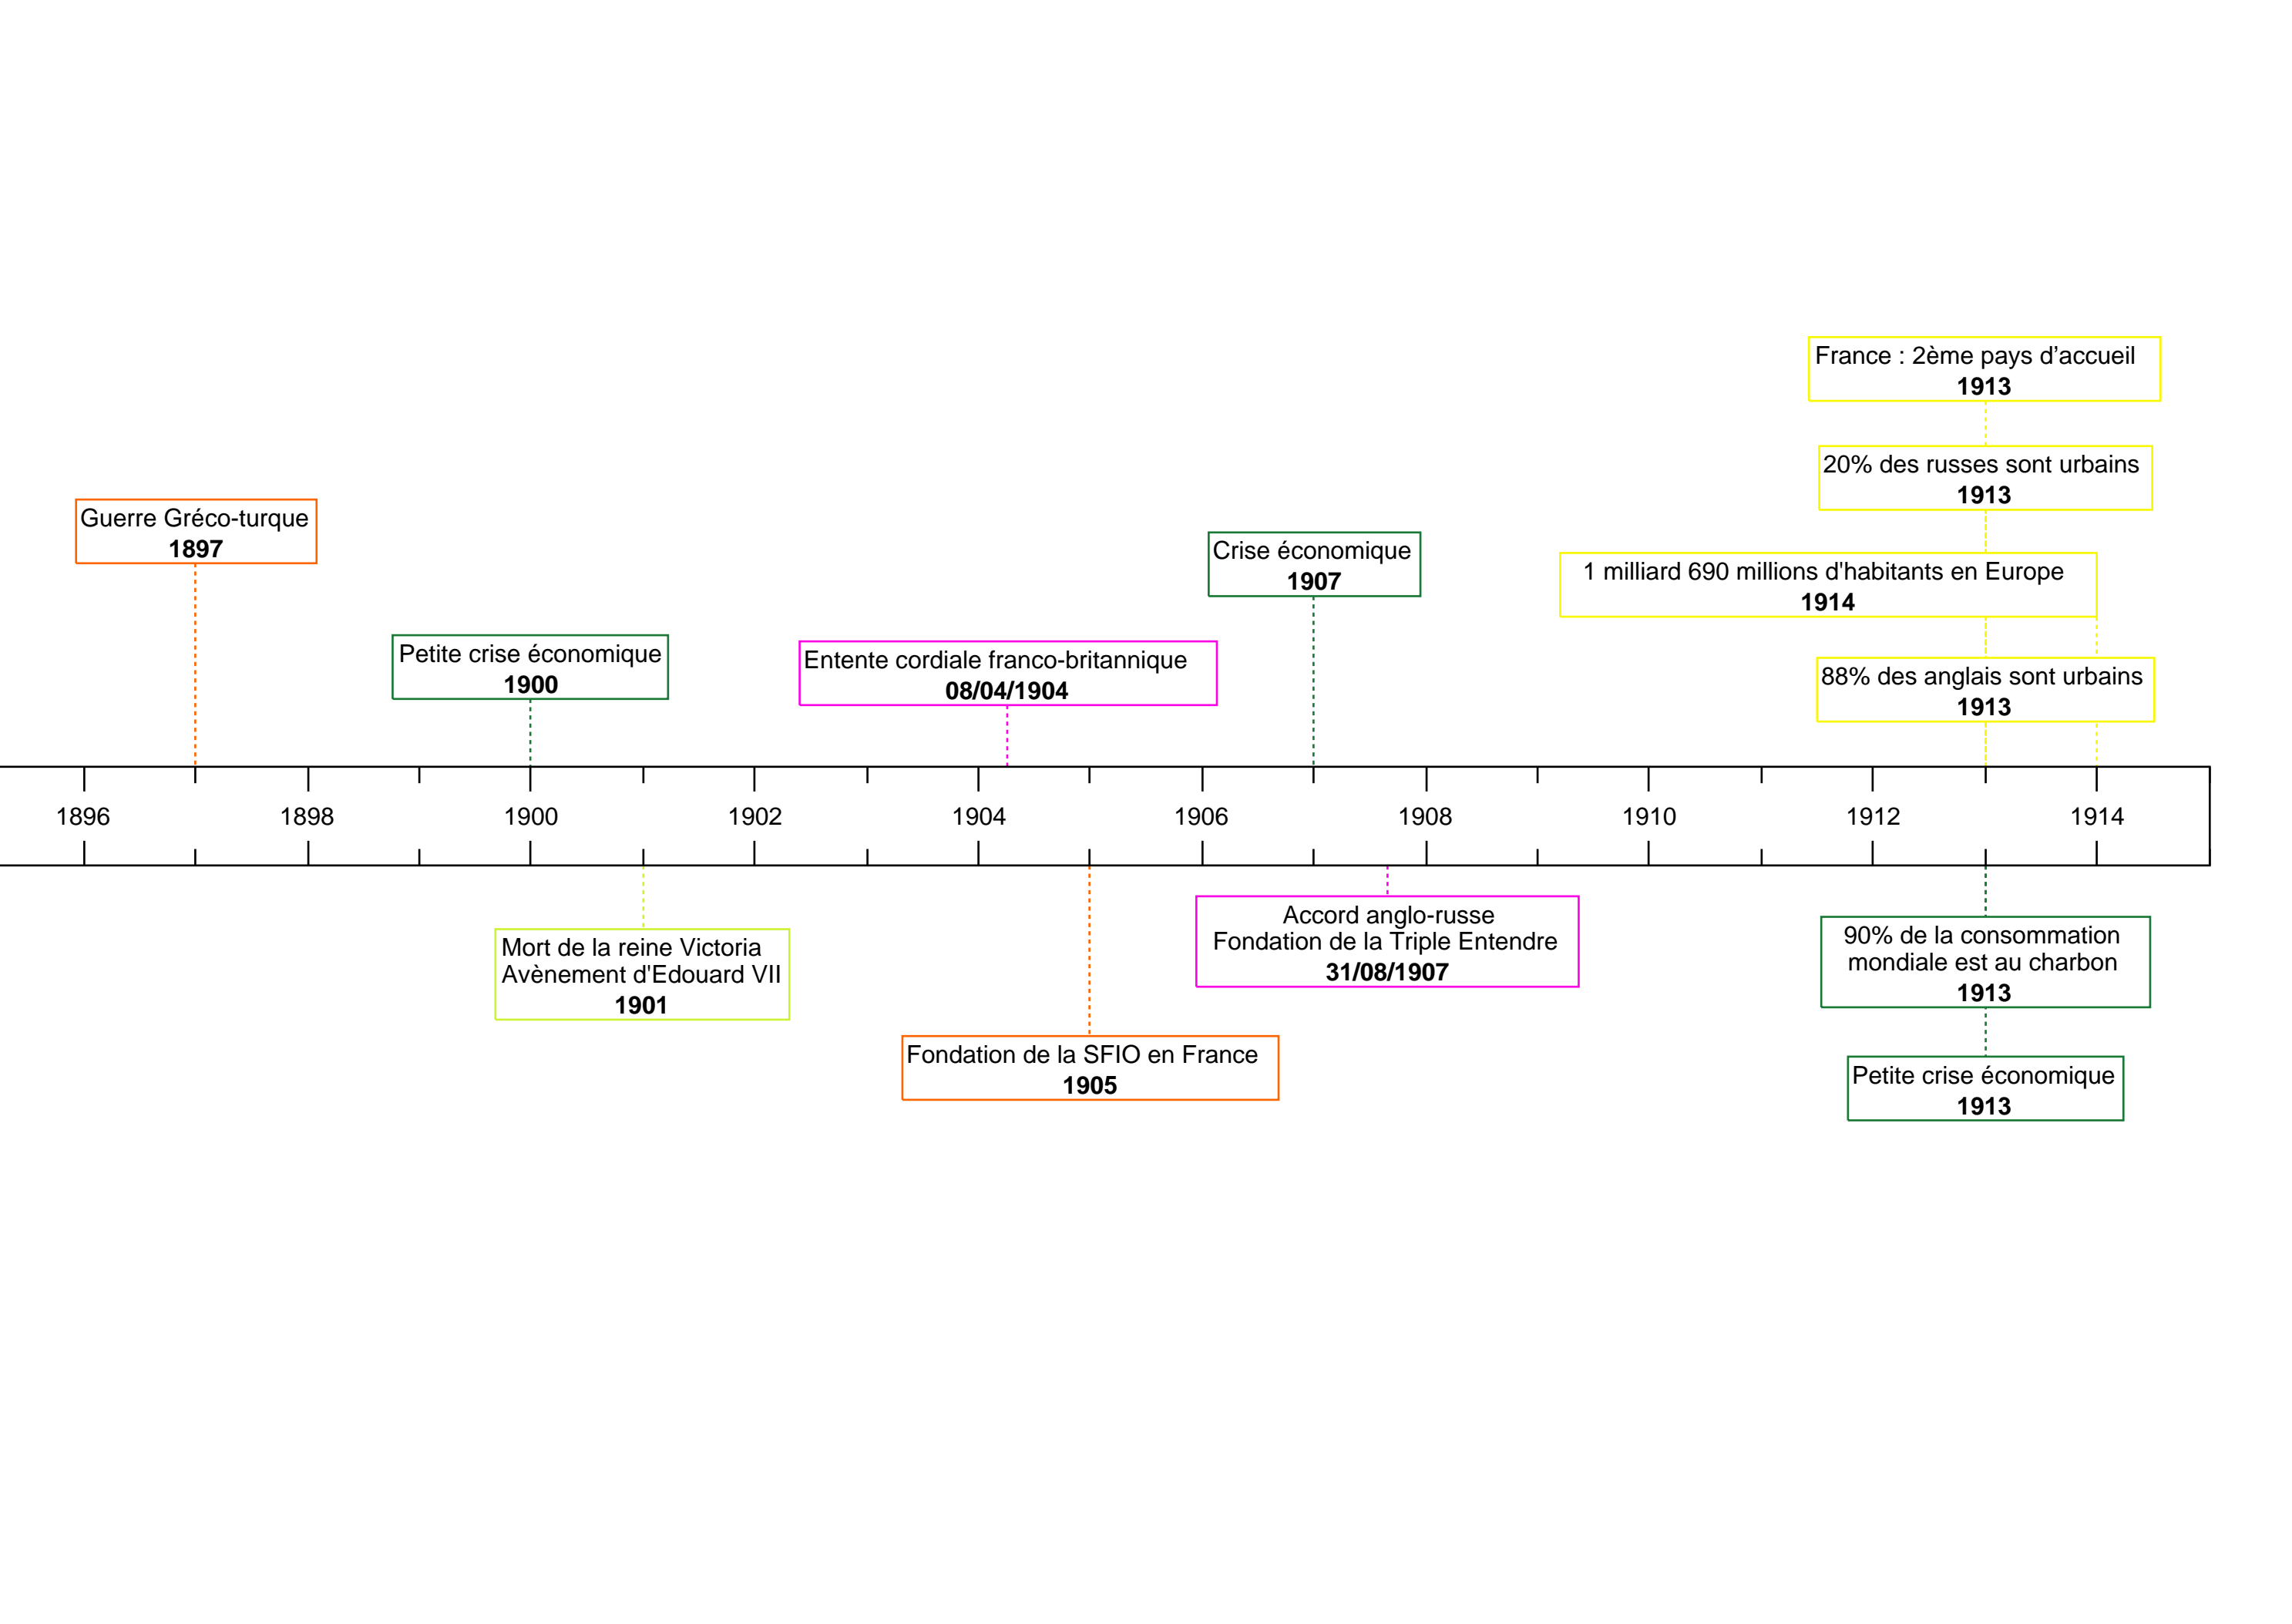 France : 2ème pays d’accueil
1913
20% des russes sont urbains
1913
Guerre Gréco-turque
1897
Crise économique
1907
1 milliard 690 millions d'habitants en Europe
1914
Petite crise économique
1900
Entente cordiale franco-britannique
08/04/1904
88% des anglais sont urbains
1913
1896 1898 1900 1902 1904 1906 1908 1910 1912 1914
Mort de la reine Victoria
Avènement d'Edouard VII
1901
Accord anglo-russe
Fondation de la Triple Entendre
31/08/1907
90% de la consommation
mondiale est au charbon
1913
Fondation de la SFIO en France
1905
Petite crise économique
1913